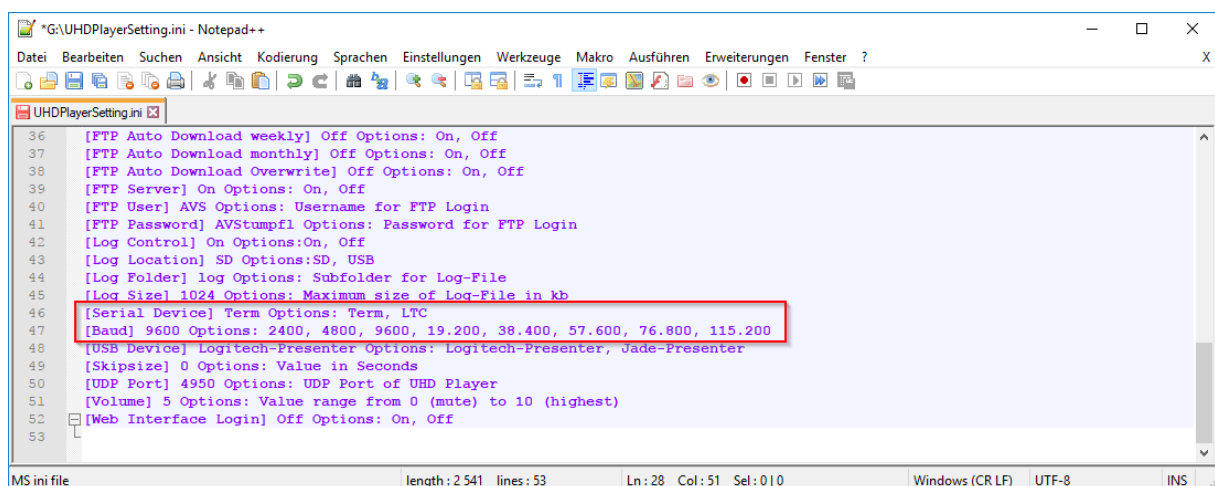 *G:\UHDPlayerSetting.ini - Notepad++
Datei Bearbeiten Suchen Ansicht Kodierung Sprachen Einstellungen Werkzeuge Makro Ausführen Erweiterungen Fenster ? X
UHDPlayerSetting.ini
36 [FTP Auto Download weekly] Off Options: On, Off
37 [FTP Auto Download monthly] Off Options: On, Off
38 [FTP Auto Download Overwrite] Off Options: On, Off
39 [FTP Server] On Options: On, Off
40 [FTP User] AVS Options: Username for FTP Login
41 [FTP Password] AVStumpfl Options: Password for FTP Login
42 [Log Control] On Options:On, Off
43 [Log Location] SD Options:SD, USB
44 [Log Folder] log Options: Subfolder for Log-File
45 [Log Size] 1024 Options: Maximum size of Log-File in kb
46 [Serial Device] Term Options: Term, LTC
47 [Baud] 9600 Options: 2400, 4800, 9600, 19.200, 38.400, 57.600, 76.800, 115.200
48 [USB Device] Logitech-Presenter Options: Logitech-Presenter, Jade-Presenter
49 [Skipsize] 0 Options: Value in Seconds
50 [UDP Port] 4950 Options: UDP Port of UHD Player
51 [Volume] 5 Options: Value range from 0 (mute) to 10 (highest)
52 [Web Interface Login] Off Options: On, Off
53
MS ini file length : 2 541 lines : 53 Ln : 28 Col : 51 Sel : 0 | 0 Windows (CR LF) UTF-8 INS